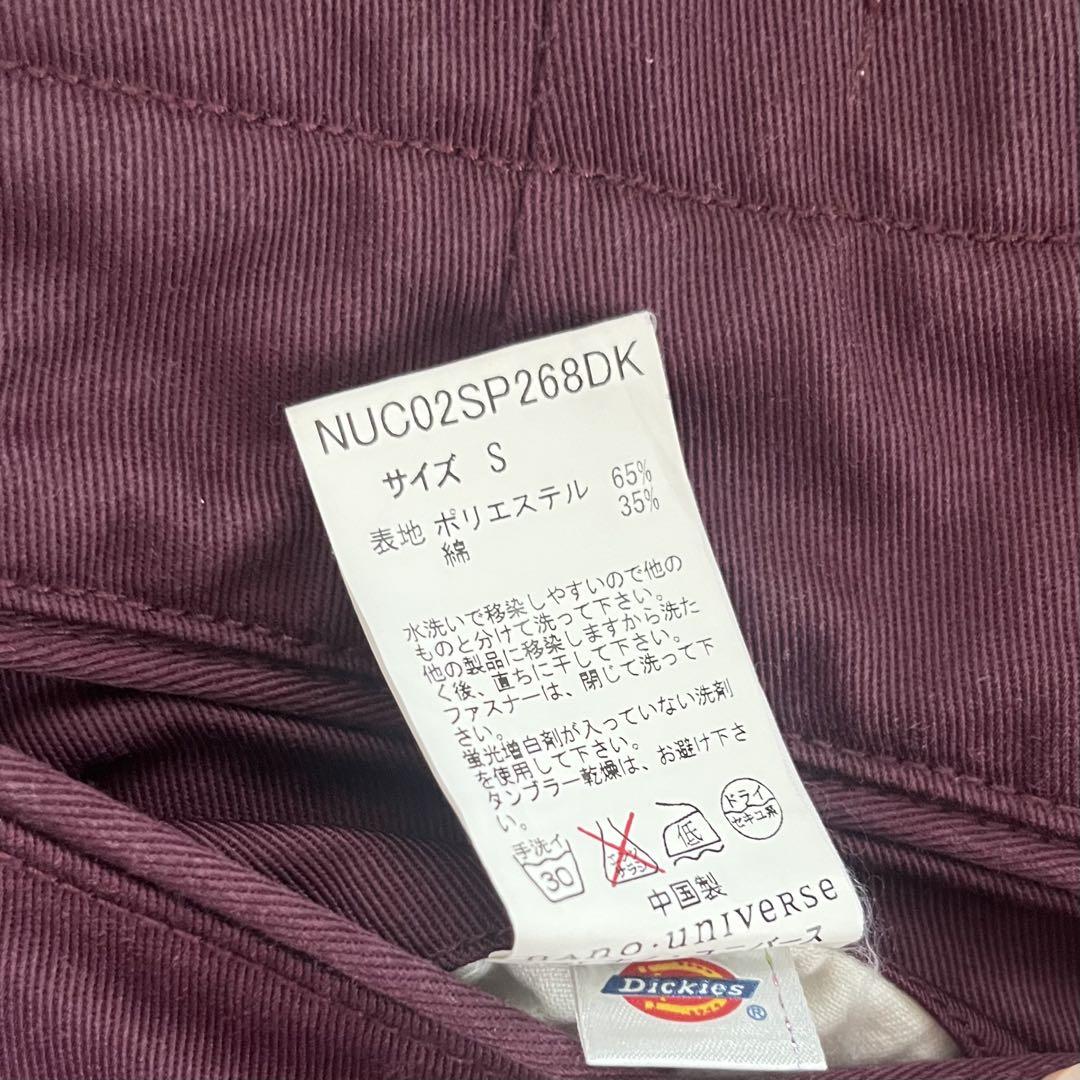 NUC02SP268DK
サイズ S
表地 ポリエステル 65%
綿 35%
水洗いで移染しやすいので他の
ものと分けて洗って下さい。
他の製品に移染しますから洗た
く後、直ちに干して下さい。
ファスナーは、閉じて洗って下
さい。
蛍光増白剤が入っていない洗剤
を使用して下さい。
タンブラー乾燥は、お避け下さ
い。
手洗イ 30
エンソサラシ
低
ドライ
セキユ系
中国製
nano・universe
Dickies ®